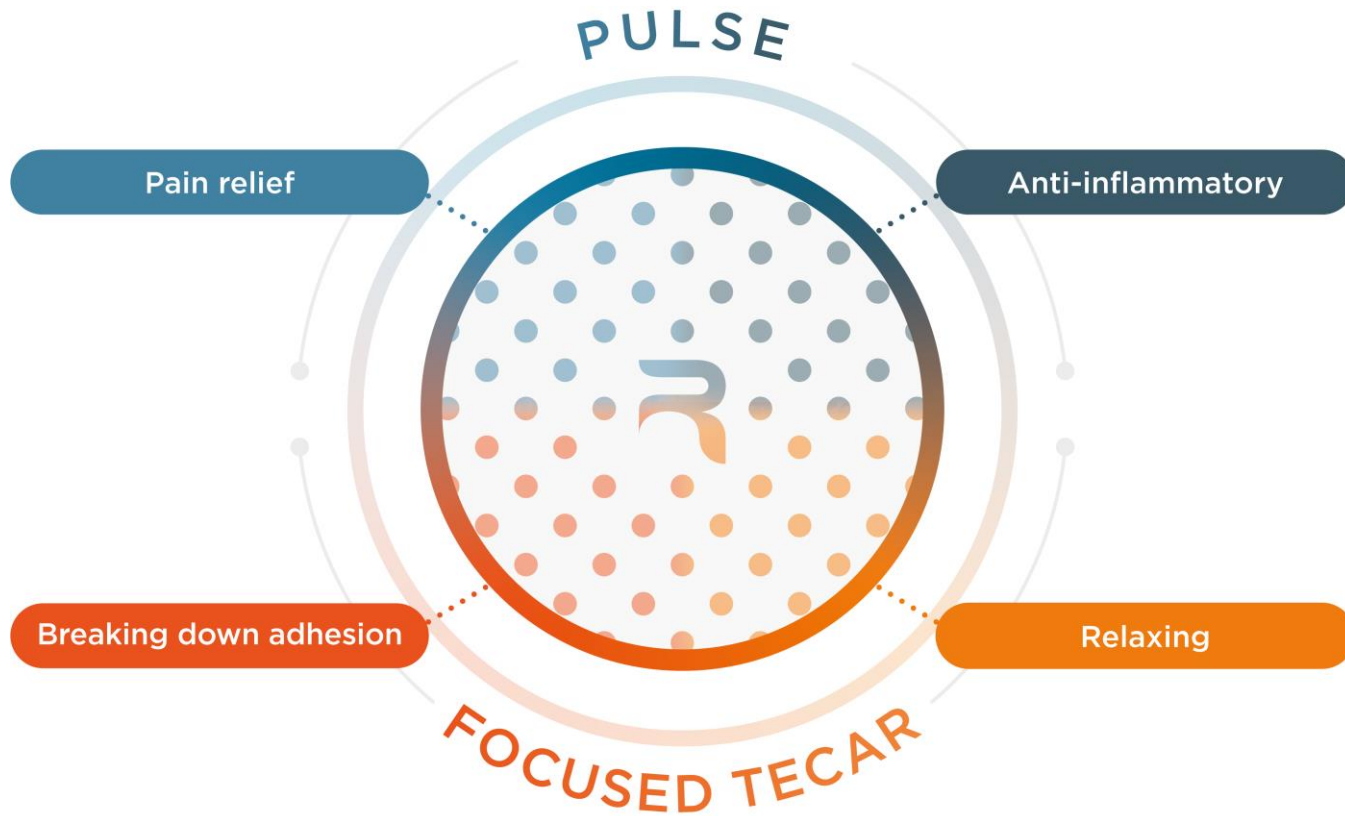 PULSE
Pain relief
Anti-inflammatory
R
Breaking down adhesion
Relaxing
FOCUSED TECAR